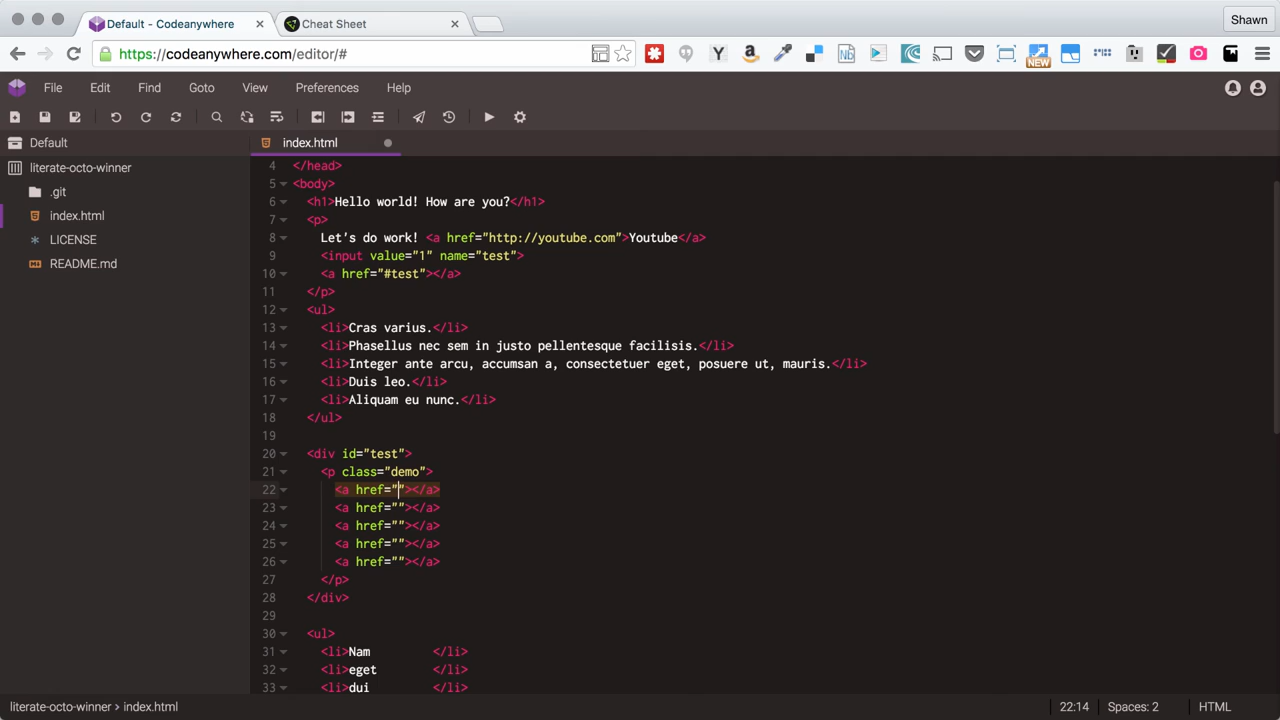 Default - Codeanywhere
Cheat Sheet
Shawn
https://codeanywhere.com/editor/#
NEW
File Edit Find Goto View Preferences Help
Default
literate-octo-winner
.git
index.html
LICENSE
README.md
index.html
4 </head>
5 <body>
6 <h1>Hello world! How are you?</h1>
7 <p>
8 Let's do work! <a href="http://youtube.com">Youtube</a>
9 <input value="1" name="test">
10 <a href="#test"></a>
11 </p>
12 <ul>
13 <li>Cras varius.</li>
14 <li>Phasellus nec sem in justo pellentesque facilisis.</li>
15 <li>Integer ante arcu, accumsan a, consectetuer eget, posuere ut, mauris.</li>
16 <li>Duis leo.</li>
17 <li>Aliquam eu nunc.</li>
18 </ul>
19
20 <div id="test">
21 <p class="demo">
22 <a href=""></a>
23 <a href=""></a>
24 <a href=""></a>
25 <a href=""></a>
26 <a href=""></a>
27 </p>
28 </div>
29
30 <ul>
31 <li>Nam </li>
32 <li>eget </li>
33 <li>dui </li>
literate-octo-winner > index.html
22:14
Spaces: 2
HTML